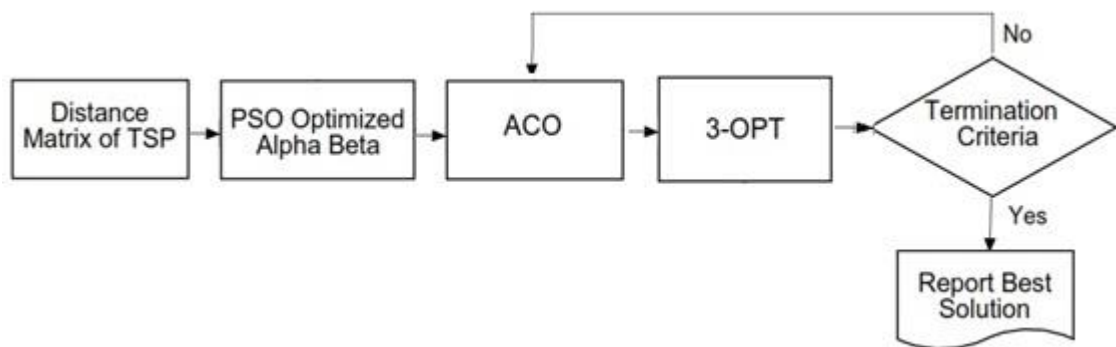 No
Distance
Matrix of TSP
PSO Optimized
Alpha Beta
ACO
3-OPT
Termination
Criteria
Yes
Report Best
Solution